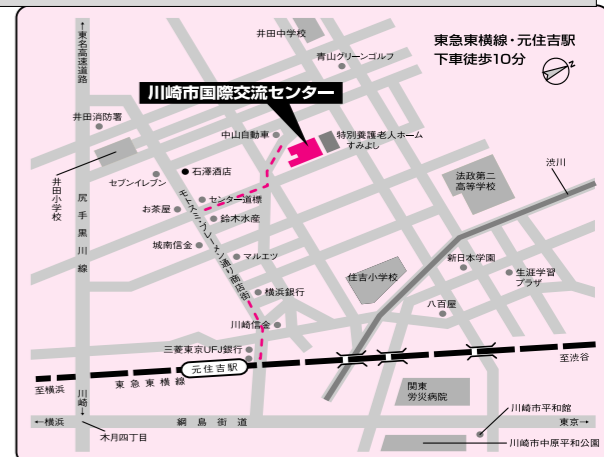 東急東横線・元住吉駅
下車徒歩10分
N
川崎市国際交流センター
↑東名高速道路
井田中学校
青山グリーンゴルフ
井田消防署
中山自動車
特別養護老人ホーム
すみよし
井田小学校
セブンイレブン
石澤酒店
お茶屋
センター道標
鈴木水産
法政第二
高等学校
渋川
尻手黒川線
モトスミ・ブレーメン通り商店街
城南信金
マルエツ
横浜銀行
住吉小学校
新日本学園
生涯学習
プラザ
八百屋
川崎信金
三菱東京UFJ銀行
元住吉駅
至横浜
東急東横線
至渋谷
川崎↓
関東
労災病院
川崎市平和館
←横浜
綱島街道
東京→
木月四丁目
川崎市中原平和公園